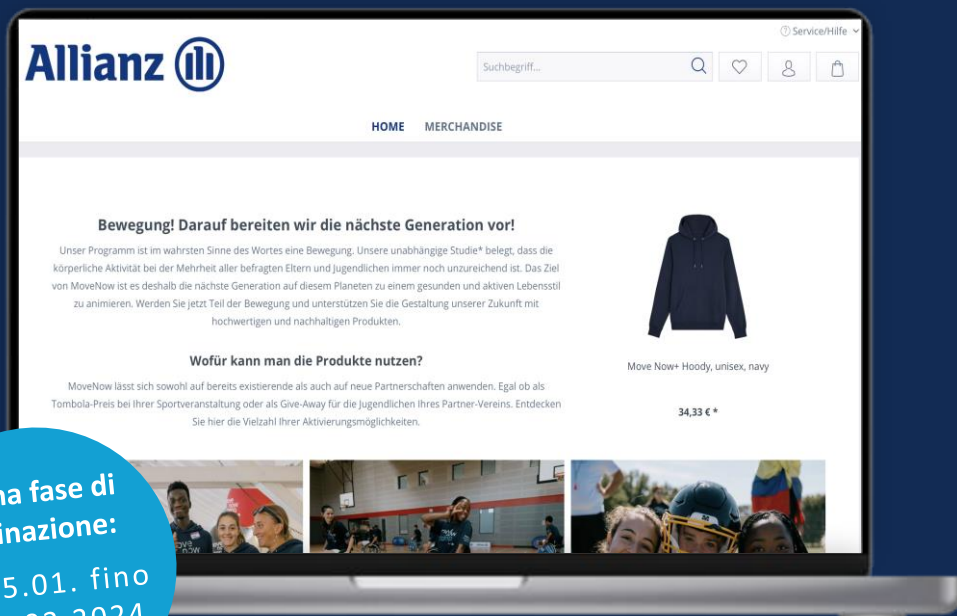 Service/Hilfe
Allianz
Suchbegriff...
HOME MERCHANDISE
Bewegung! Darauf bereiten wir die nächste Generation vor!
Unser Programm ist im wahrsten Sinne des Wortes eine Bewegung. Unsere unabhängige Studie* belegt, dass die
körperliche Aktivität bei der Mehrheit aller befragten Eltern und Jugendlichen immer noch unzureichend ist. Das Ziel
von MoveNow ist es deshalb die nächste Generation auf diesem Planeten zu einem gesunden und aktiven Lebensstil
zu animieren. Werden Sie jetzt Teil der Bewegung und unterstützen Sie die Gestaltung unserer Zukunft mit
hochwertigen und nachhaltigen Produkten.
Wofür kann man die Produkte nutzen?
MoveNow lässt sich sowohl auf bereits existierende als auch auf neue Partnerschaften anwenden. Egal ob als
Tombola-Preis bei Ihrer Sportveranstaltung oder als Give-Away für die Jugendlichen Ihres Partner-Vereins. Entdecken
Sie hier die Vielzahl Ihrer Aktivierungsmöglichkeiten.
Move Now+ Hoody, unisex, navy
34,33 € *
fase di
5.01. fino
2024